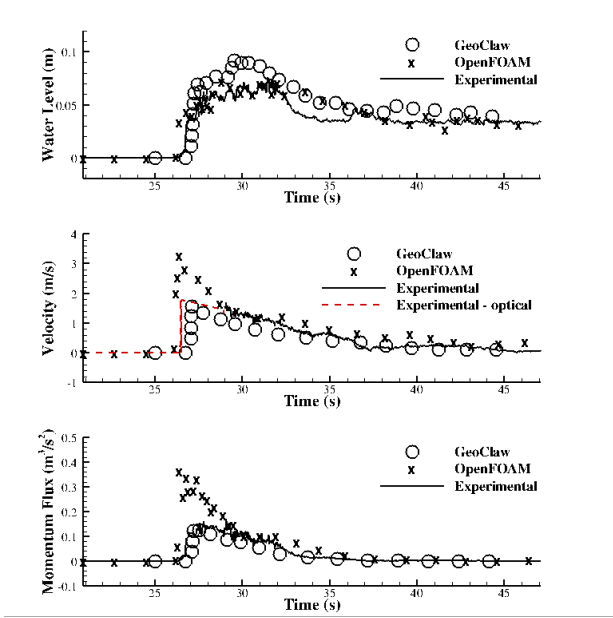 0.1
0.05
0
Water Level (m)
GeoClaw
x OpenFOAM
Experimental
25 30 35 40 45
Time (s)
4
3
2
1
0
-1
Velocity (m/s)
GeoClaw
x OpenFOAM
Experimental
Experimental - optical
25 30 35 40 45
Time (s)
0.5
0.4
0.3
0.2
0.1
0
-0.1
Momentum Flux (m³/s²)
GeoClaw
x OpenFOAM
Experimental
25 30 35 40 45
Time (s)